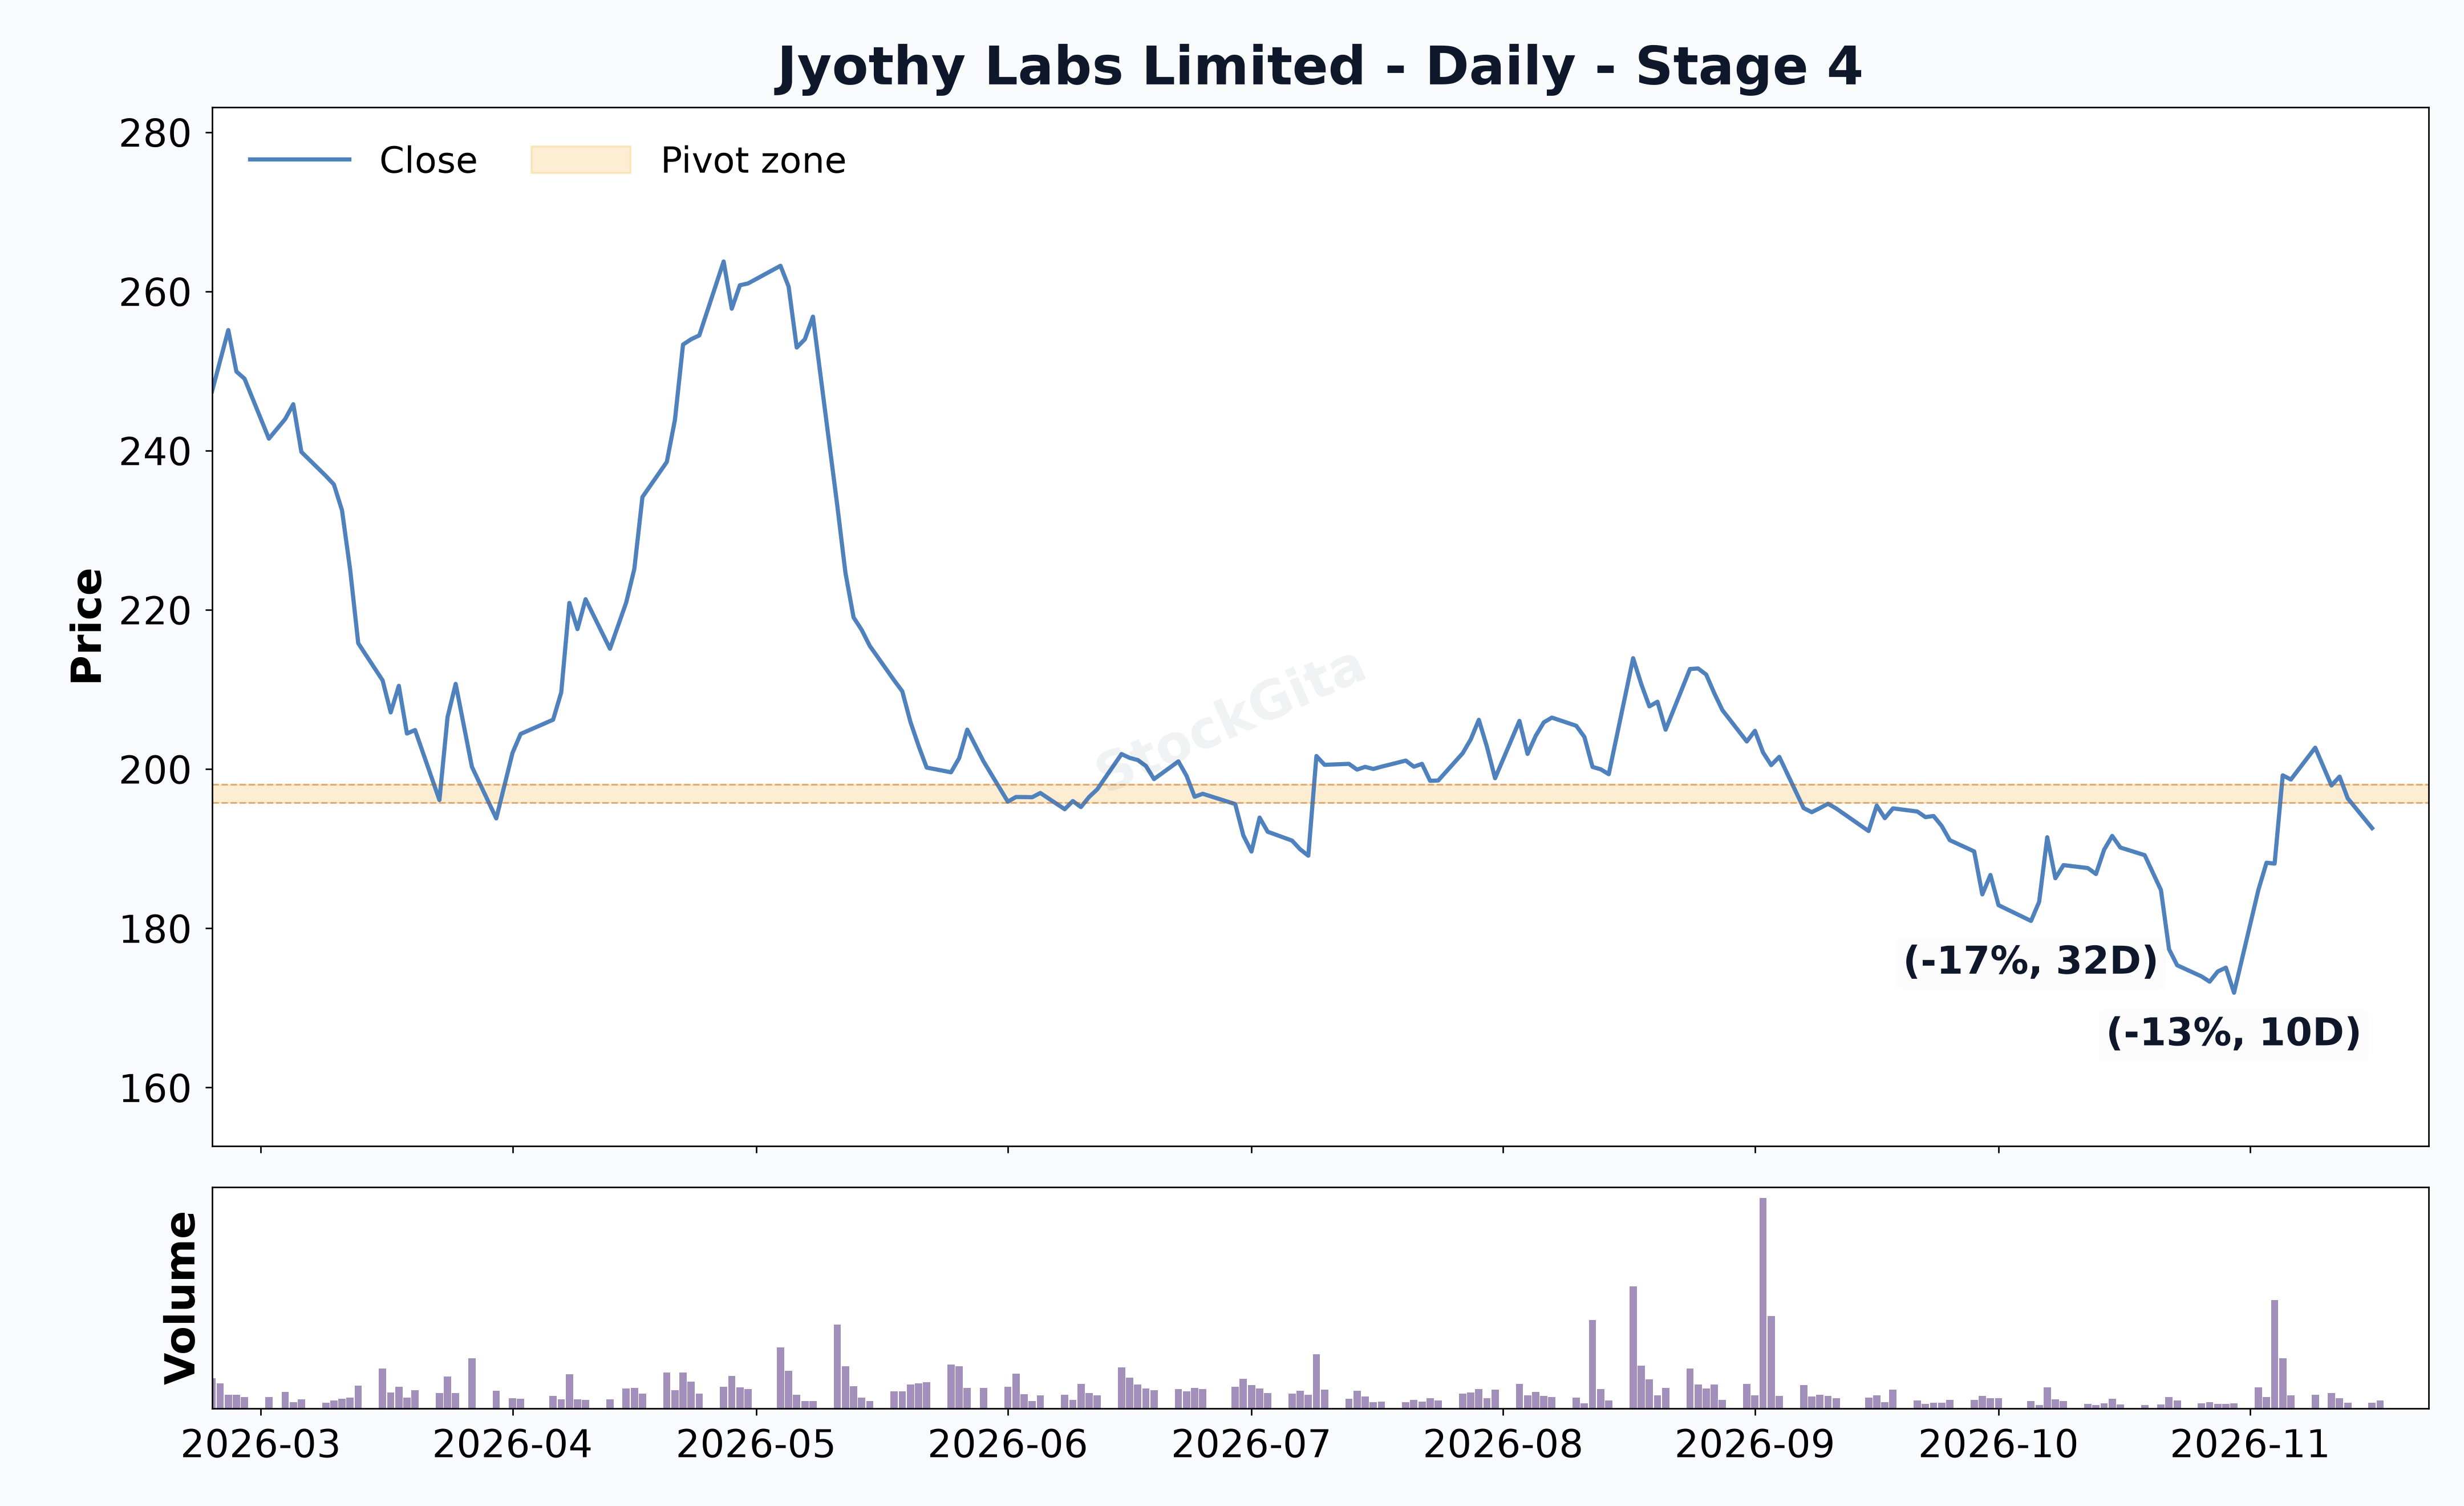 Jyothy Labs Limited - Daily - Stage 4
Close
Pivot zone
280
260
240
220
200
180
160
Price
StockGita
(-17%, 32D)
(-13%, 10D)
Volume
2026-03
2026-04
2026-05
2026-06
2026-07
2026-08
2026-09
2026-10
2026-11